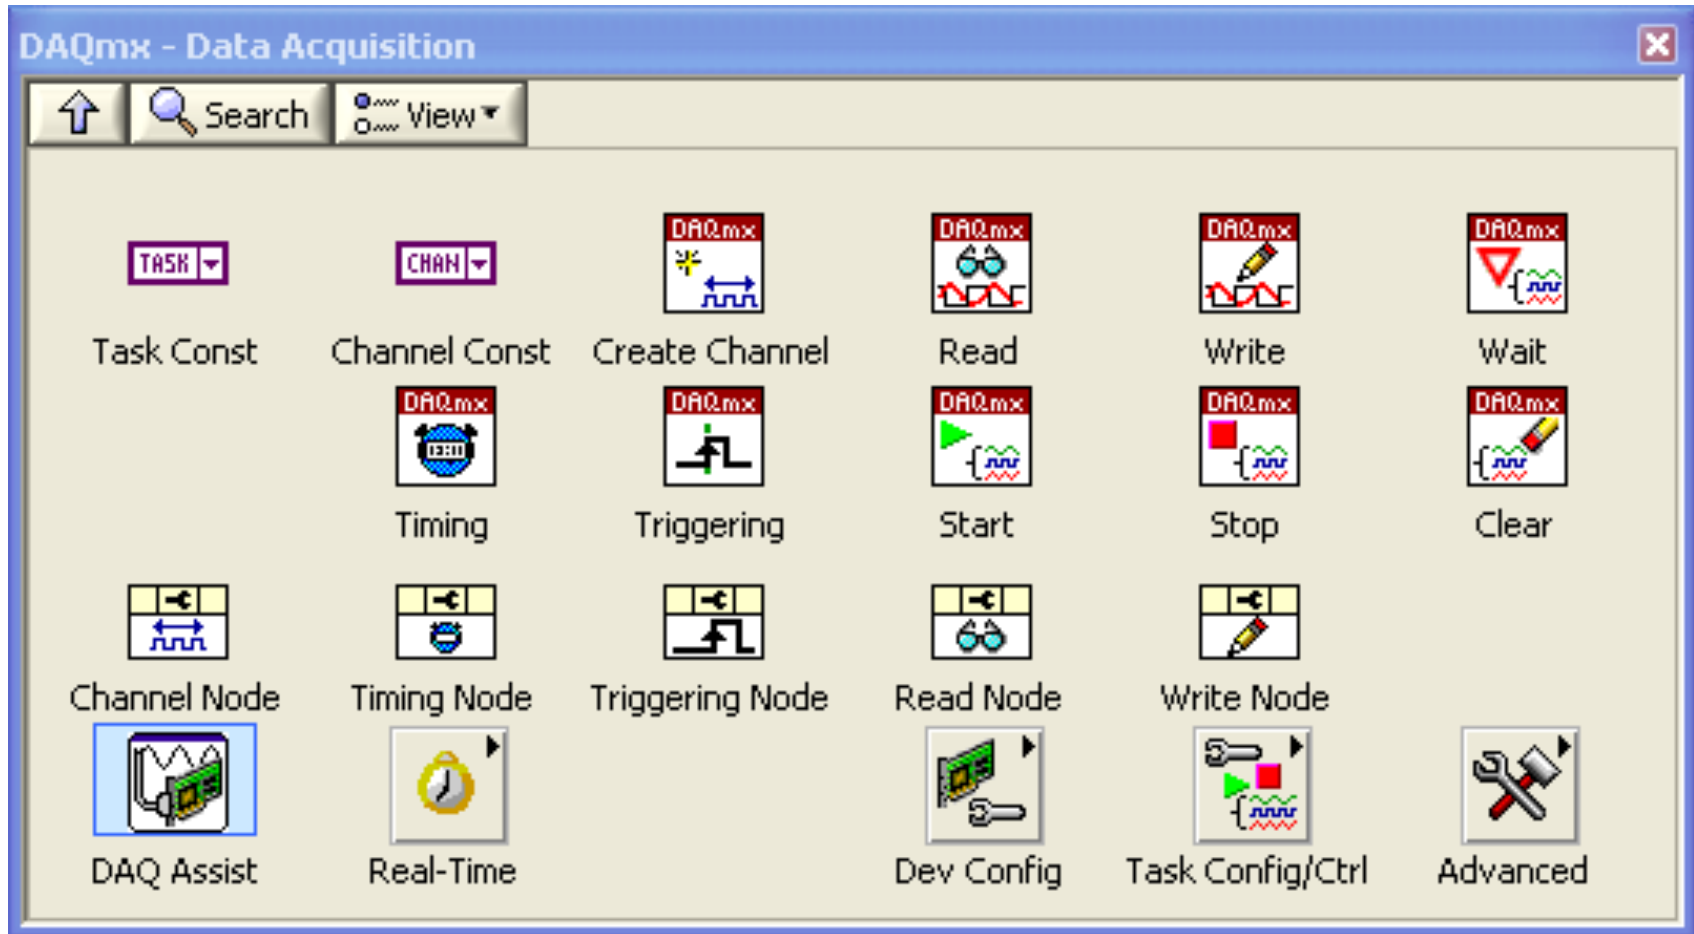 DAQmx - Data Acquisition
Search View
DAQmx DAQmx DAQmx DAQmx
TASK CHAN
Task Const Channel Const Create Channel Read Write Wait
DAQmx DAQmx DAQmx DAQmx DAQmx
Timing Triggering Start Stop Clear
Channel Node Timing Node Triggering Node Read Node Write Node
DAQ Assist Real-Time Dev Config Task Config/Ctrl Advanced